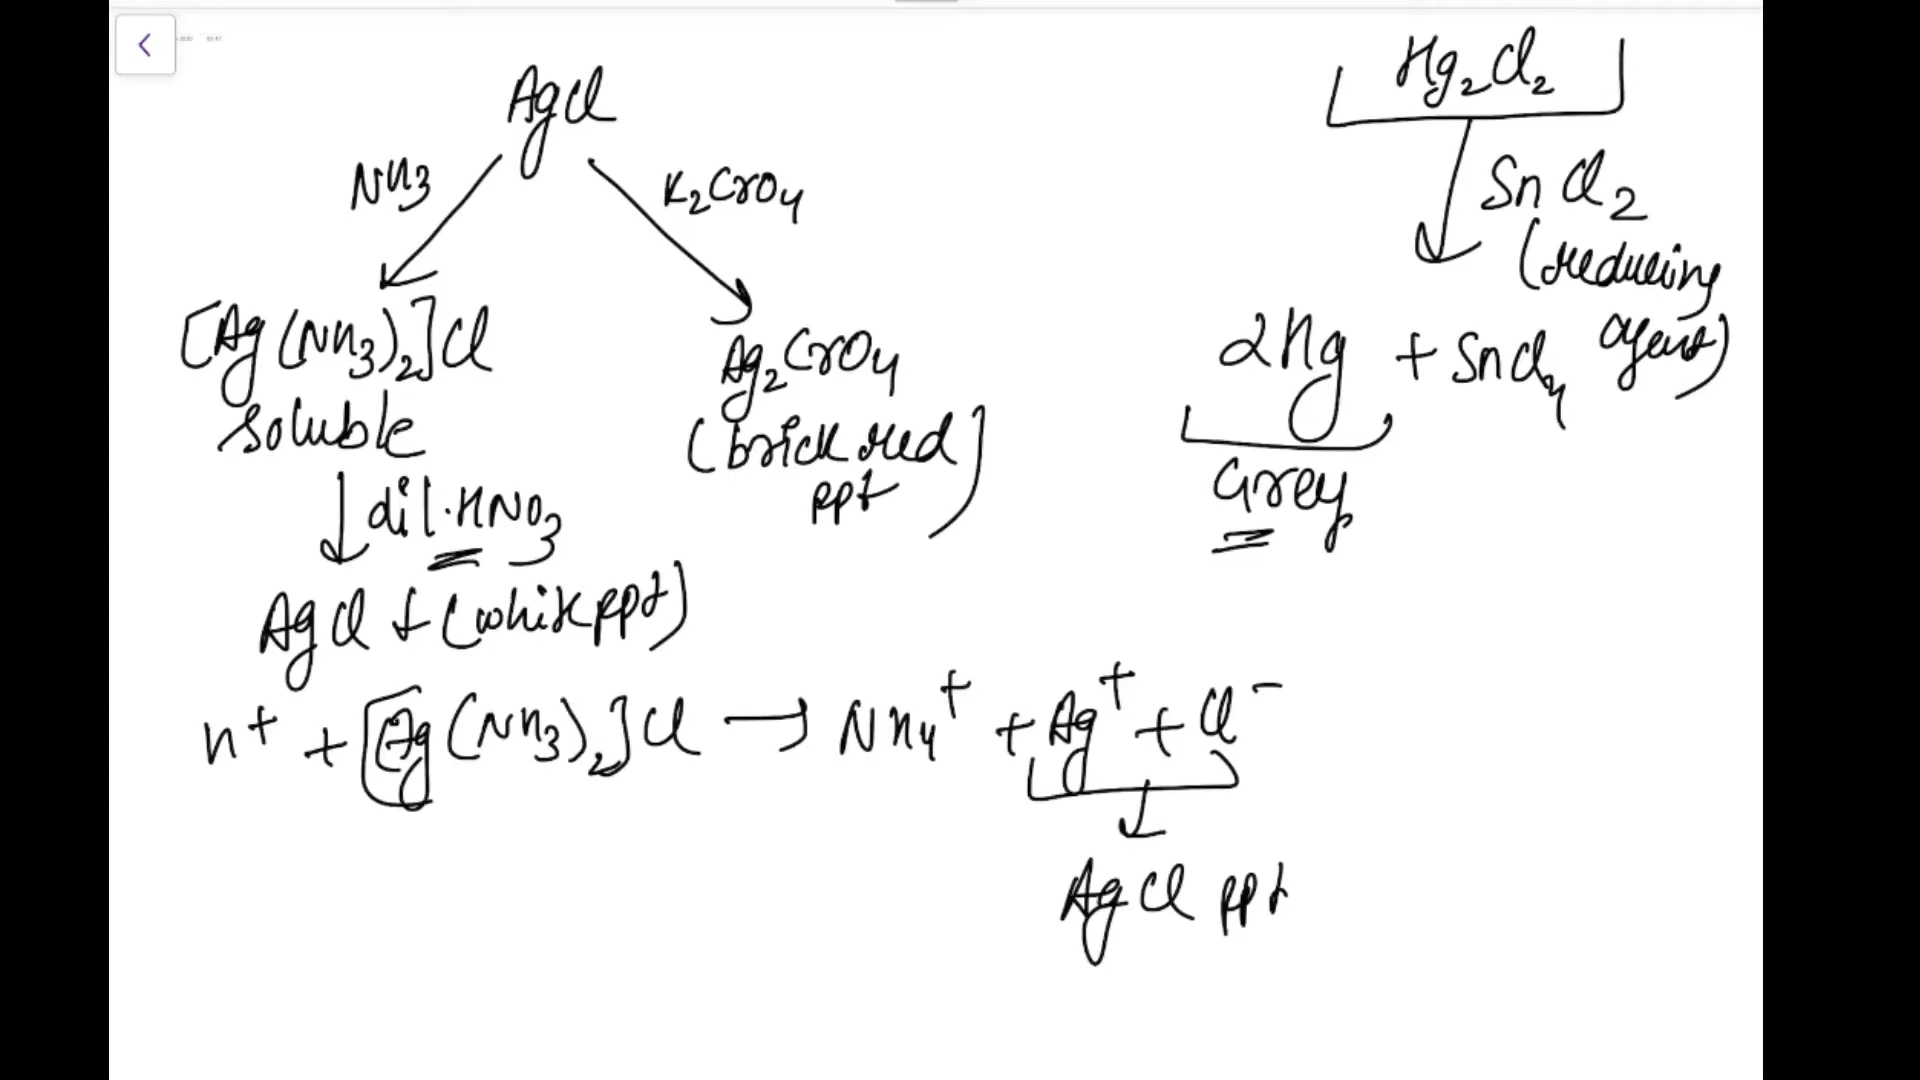 AgCl
NH3
K2CrO4
[Ag(NH3)2]Cl
soluble
Ag2CrO4
(brick red
ppt)
dil. HNO3
AgCl + (white ppt)
H+ + [Ag(NH3)2]Cl → NH4+ + Ag+ + Cl-
AgCl ppt
Hg2Cl2
SnCl2
(reducing
agent)
2Hg + SnCl4
Grey